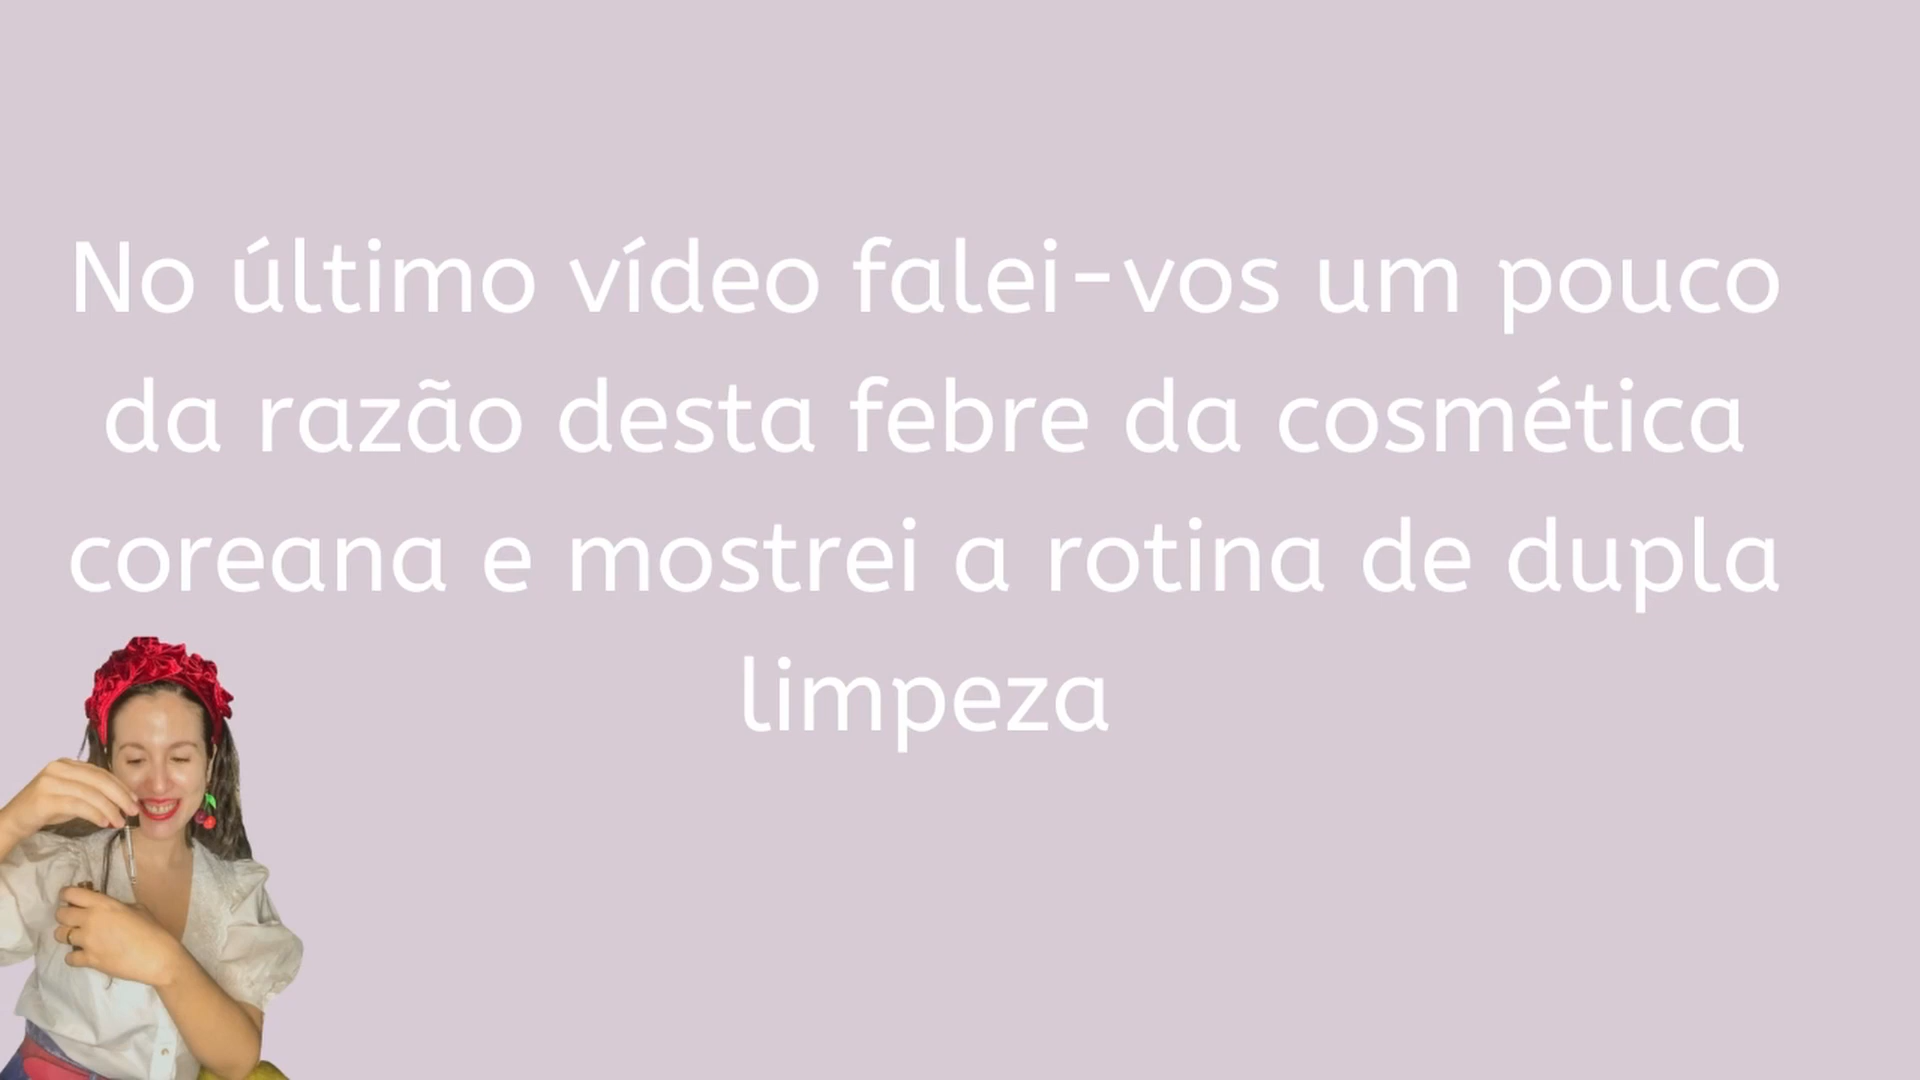 No último vídeo falei-vos um pouco
da razão desta febre da cosmética
coreana e mostrei a rotina de dupla
limpeza